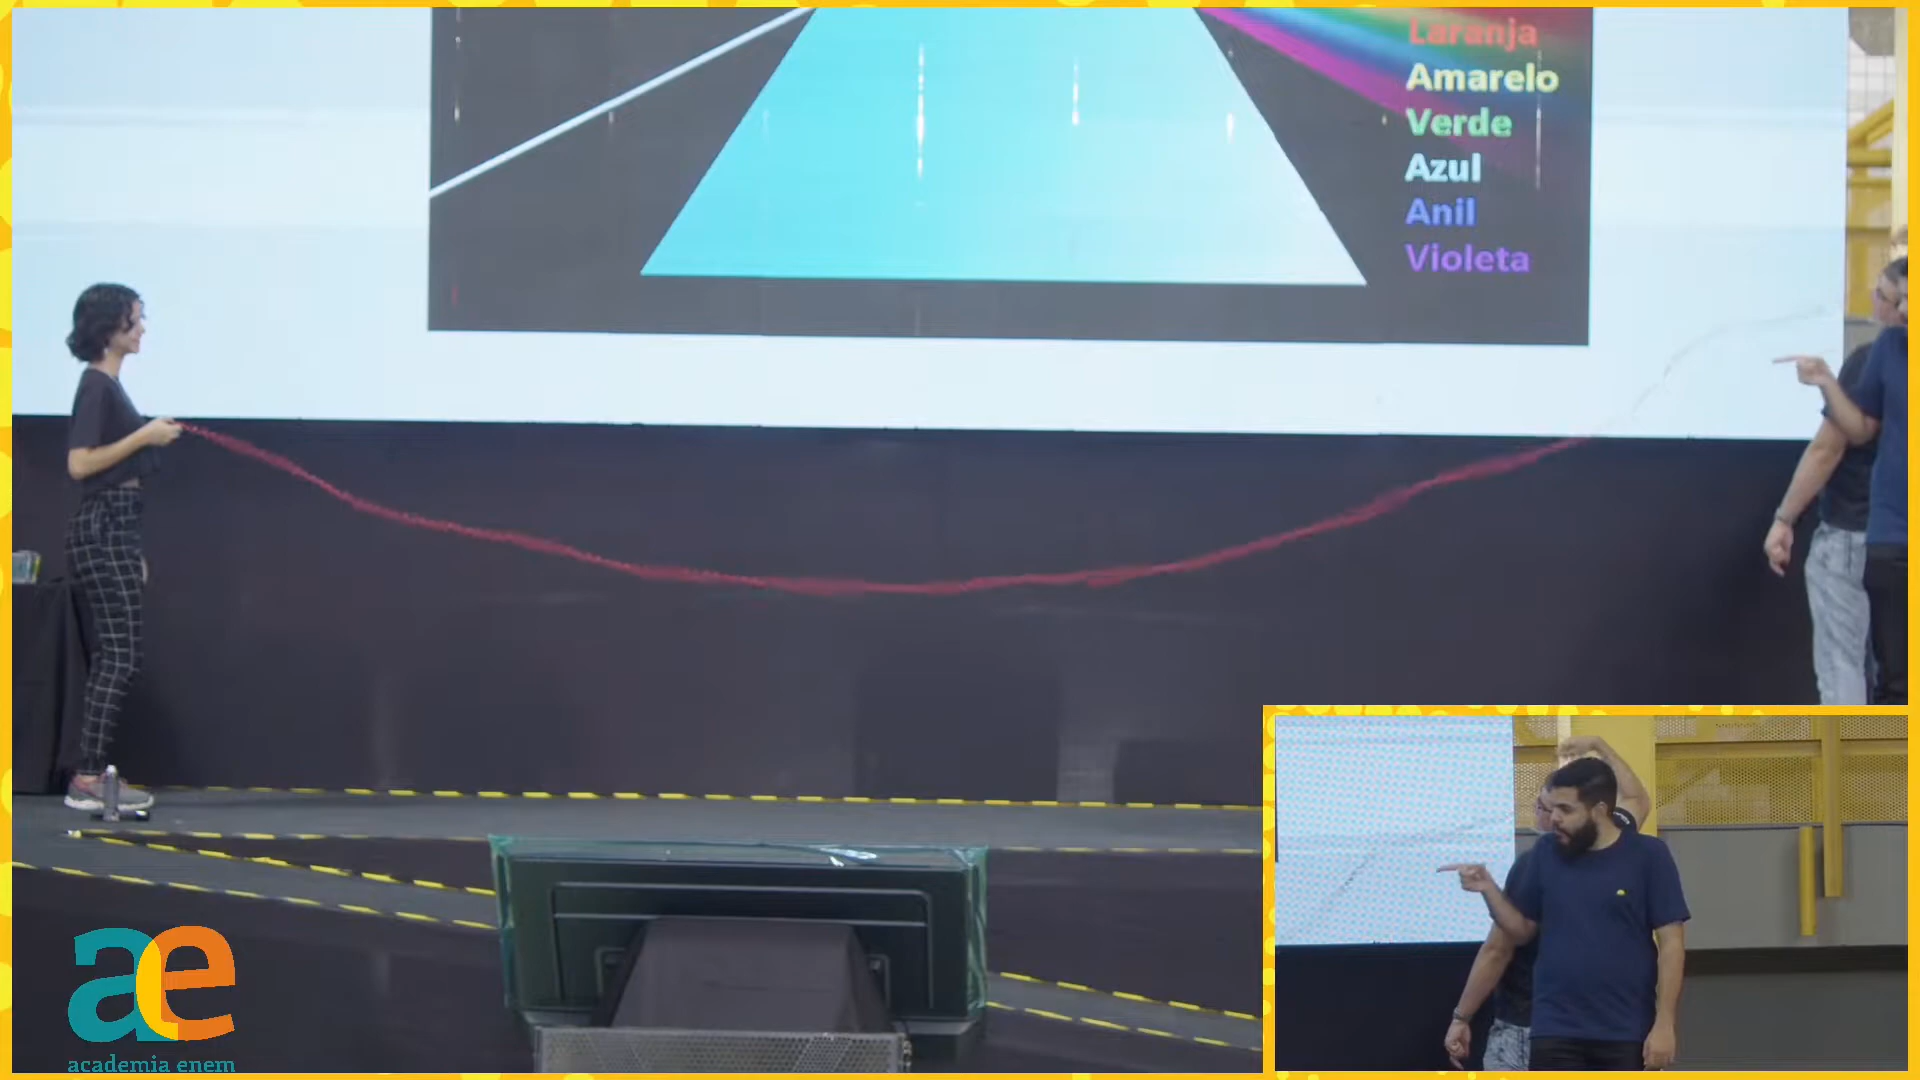 Laranja
Amarelo
Verde
Azul
Anil
Violeta
ae
academia enem